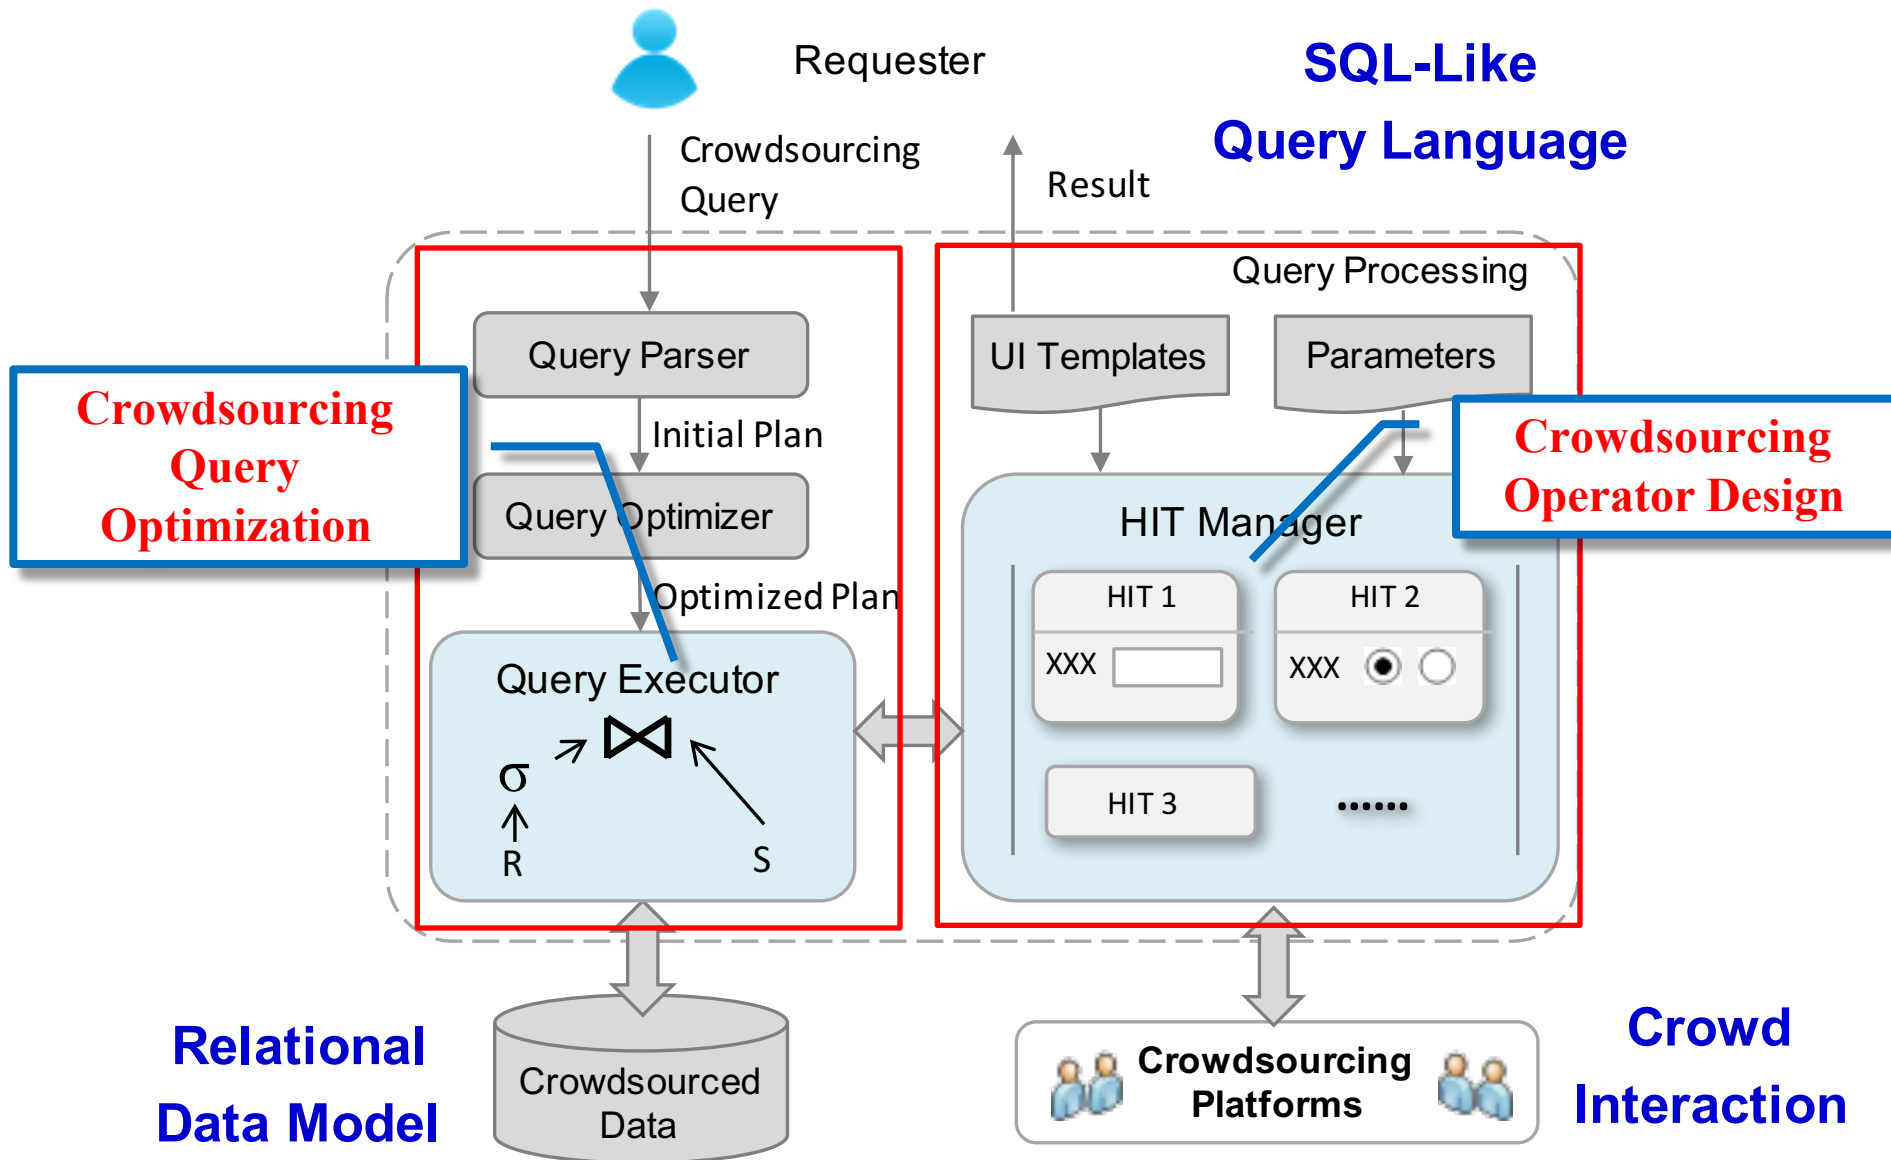 Requester
SQL-Like
Query Language
Crowdsourcing
Query
Result
Query Processing
Query Parser
UI Templates
Parameters
Crowdsourcing
Query
Optimization
Initial Plan
Crowdsourcing
Operator Design
Query Optimizer
HIT Manager
Optimized Plan
HIT 1
HIT 2
Query Executor
XXX
XXX
⋈
σ
R
S
HIT 3
......
Relational
Data Model
Crowdsourced
Data
Crowdsourcing
Platforms
Crowd
Interaction